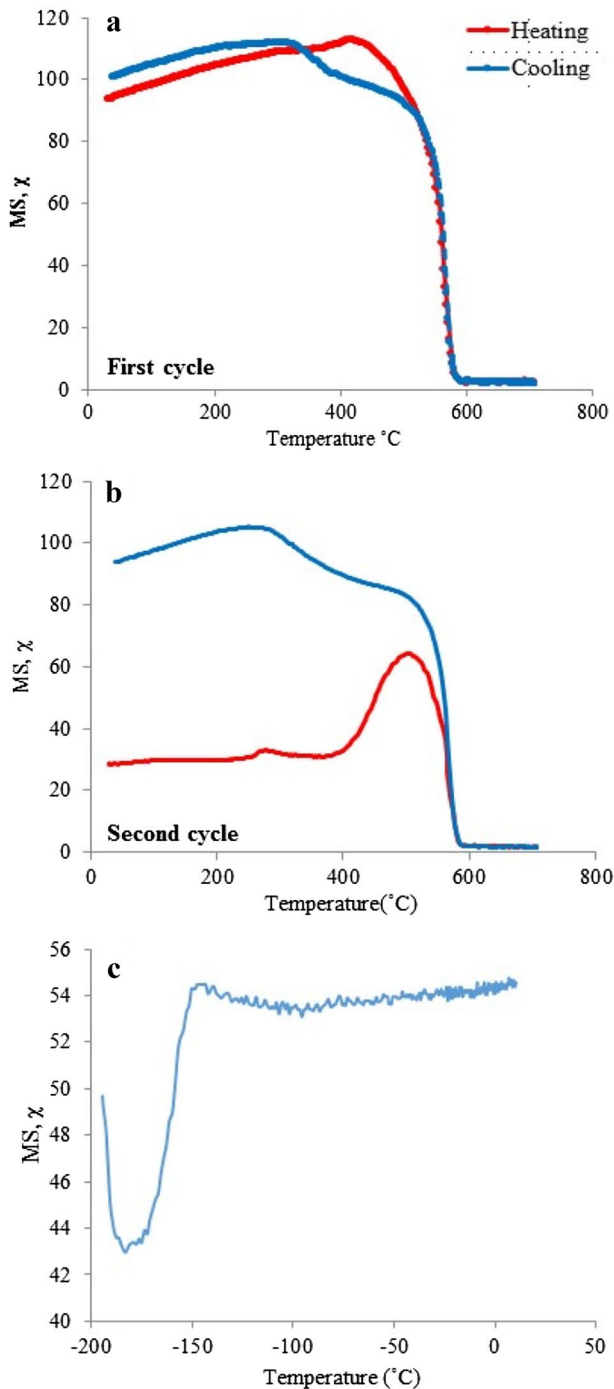 a
Heating
Cooling
120
100
80
60
40
20
0
MS, χ
First cycle
0 200 400 600 800
Temperature ˚C
b
120
100
80
60
40
20
0
MS, χ
Second cycle
0 200 400 600 800
Temperature(˚C)
c
56
54
52
50
48
46
44
42
40
MS, χ
-200 -150 -100 -50 0 50
Temperature (˚C)